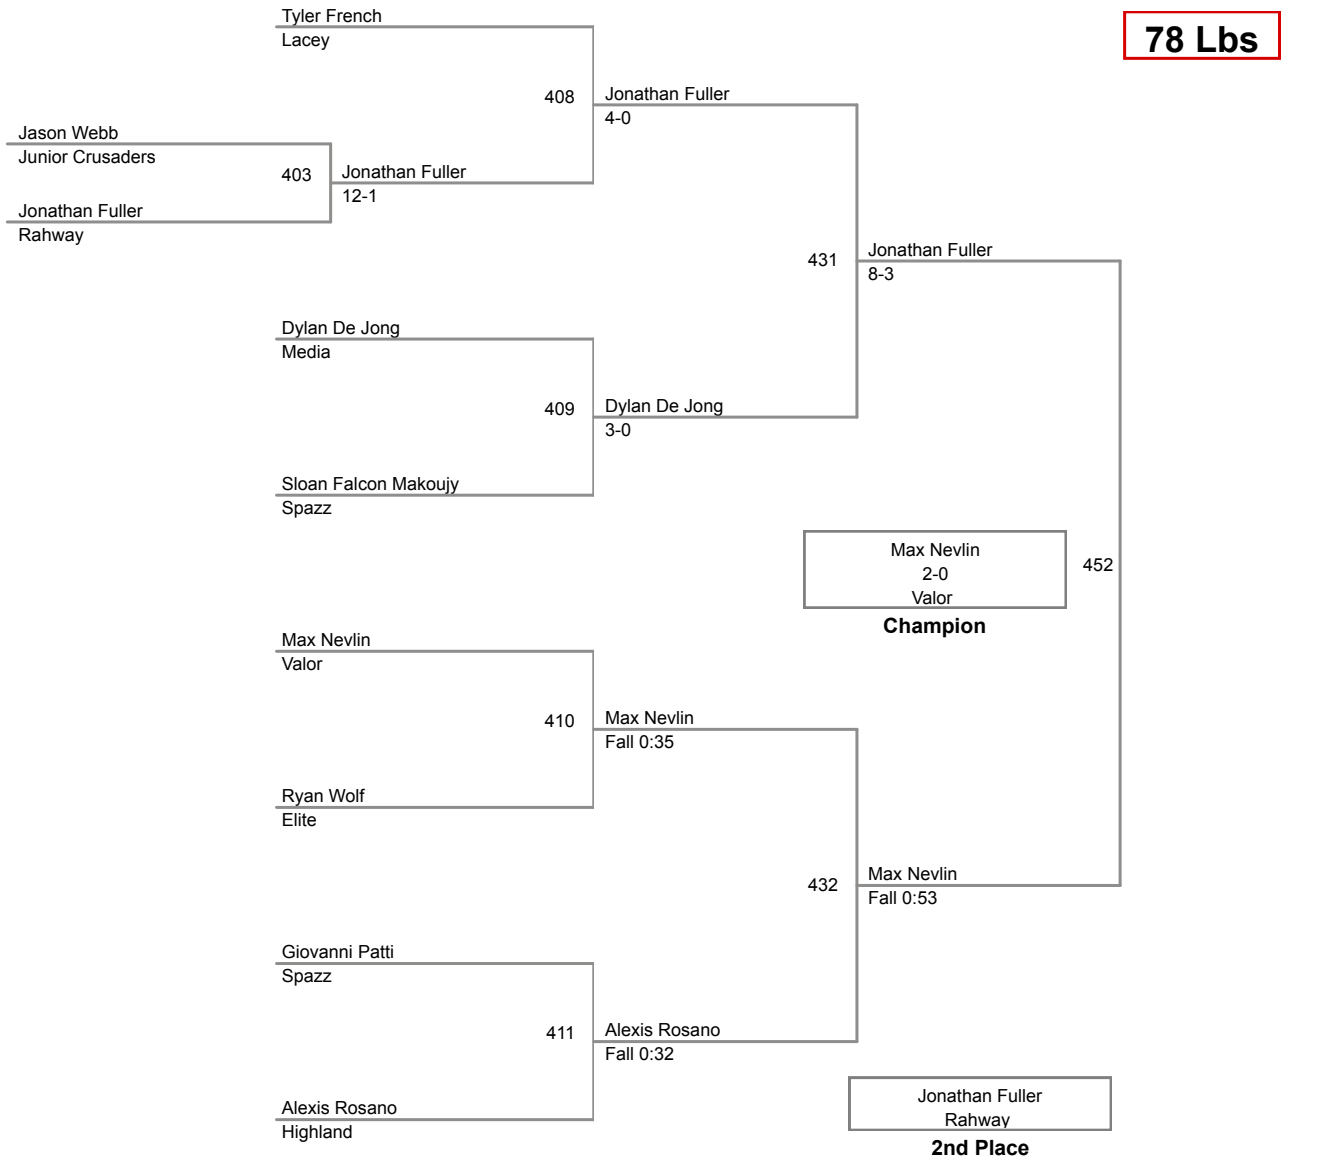 Tyler French
Lacey
78 Lbs
408
Jonathan Fuller
4-0
Jason Webb
Junior Crusaders
403
Jonathan Fuller
12-1
Jonathan Fuller
Rahway
431
Jonathan Fuller
8-3
Dylan De Jong
Media
409
Dylan De Jong
3-0
Sloan Falcon Makoujy
Spazz
Max Nevlin
2-0
Valor
Champion
452
Max Nevlin
Valor
410
Max Nevlin
Fall 0:35
Ryan Wolf
Elite
432
Max Nevlin
Fall 0:53
Giovanni Patti
Spazz
411
Alexis Rosano
Fall 0:32
Alexis Rosano
Highland
Jonathan Fuller
Rahway
2nd Place